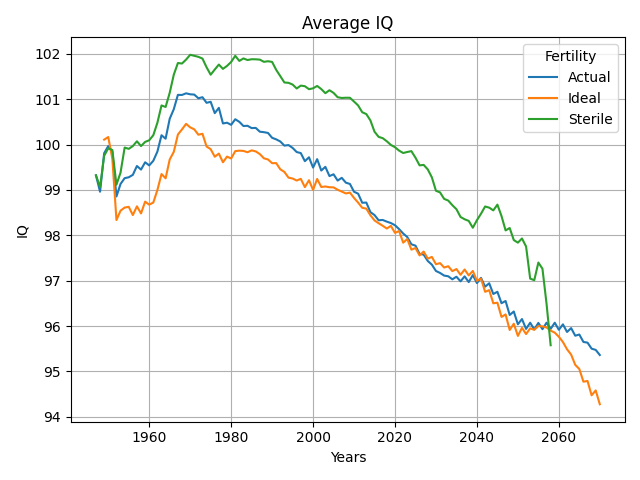 Average IQ
Fertility
Actual
Ideal
Sterile
IQ
102
101
100
99
98
97
96
95
94
1960 1980 2000 2020 2040 2060
Years